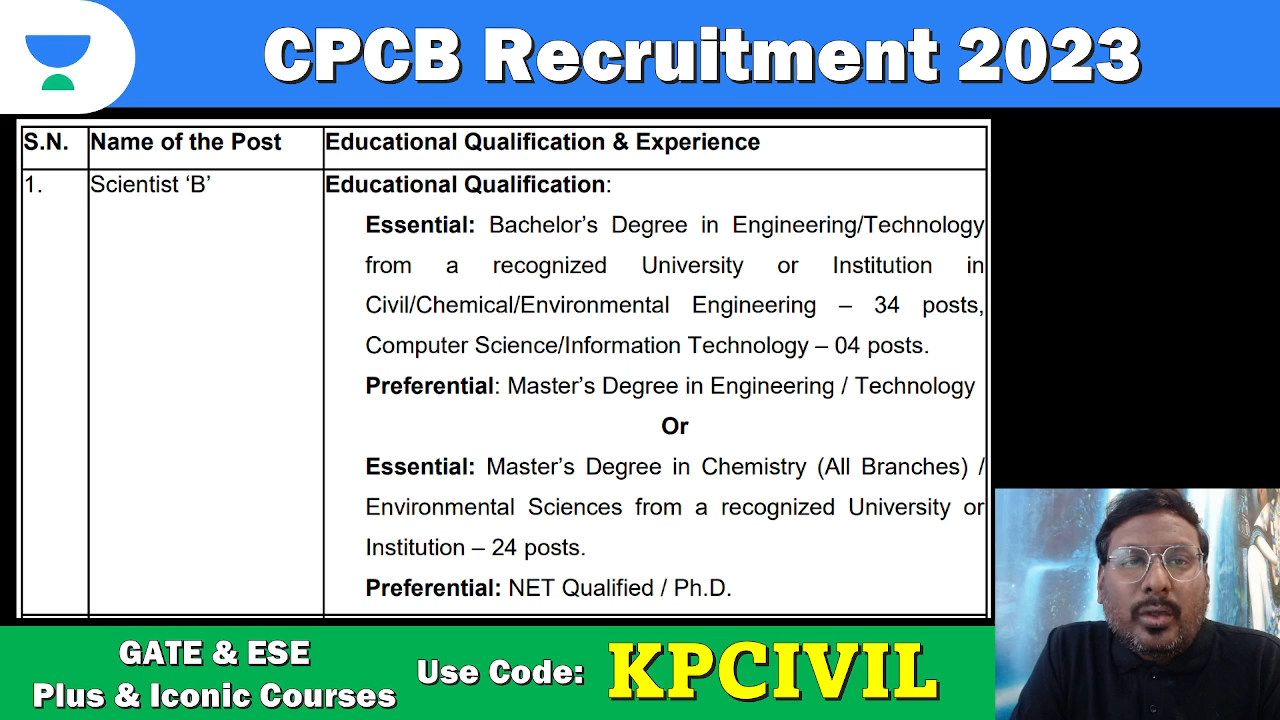 CPCB Recruitment 2023
S.N. Name of the Post Educational Qualification & Experience
1. Scientist ‘B’ Educational Qualification:
Essential: Bachelor’s Degree in Engineering/Technology
from a recognized University or Institution in
Civil/Chemical/Environmental Engineering – 34 posts,
Computer Science/Information Technology – 04 posts.
Preferential: Master’s Degree in Engineering / Technology
Or
Essential: Master’s Degree in Chemistry (All Branches) /
Environmental Sciences from a recognized University or
Institution – 24 posts.
Preferential: NET Qualified / Ph.D.
GATE & ESE
Plus & Iconic Courses
Use Code: KPCIVIL